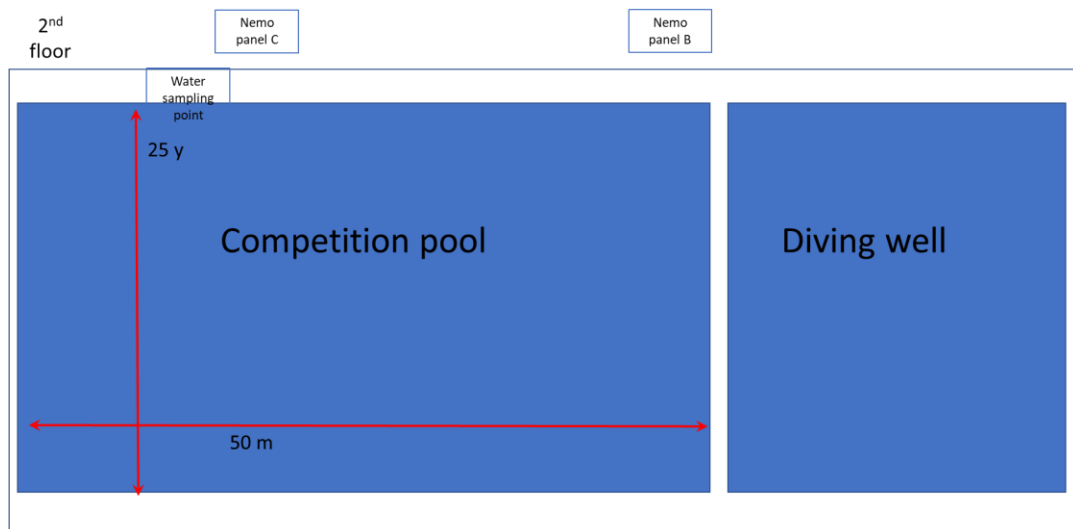 2nd
floor
Nemo
panel C
Nemo
panel B
Water
sampling
point
25 y
Competition pool
Diving well
50 m